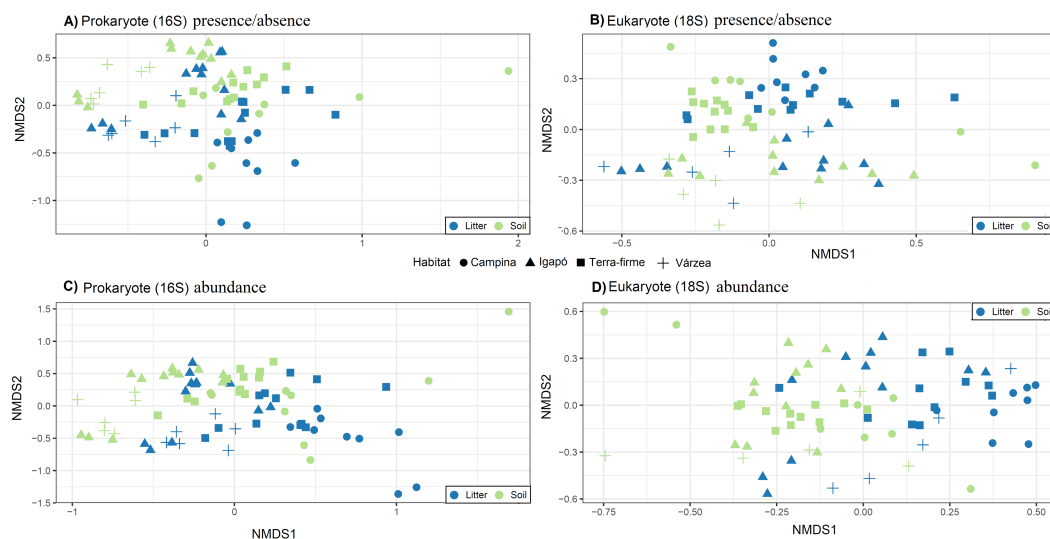 A) Prokaryote (16S) presence/absence
B) Eukaryote (18S) presence/absence
NMDS2
0.5
0.0
−0.5
−1.0
0
1
2
Litter Soil
NMDS2
0.3
0.0
-0.3
-0.6
−0.5
0.0
0.5
NMDS1
Litter Soil
Habitat Campina Igapó Terra-firme Várzea
C) Prokaryote (16S) abundance
D) Eukaryote (18S) abundance
NMDS2
1.5
1.0
0.5
0.0
−0.5
−1.0
−1.5
−1
0
1
NMDS1
Litter Soil
Litter Soil
NMDS2
0.6
0.3
0.0
−0.3
−0.6
−0.75
−0.50
−0.25
0.00
0.25
0.50
NMDS1